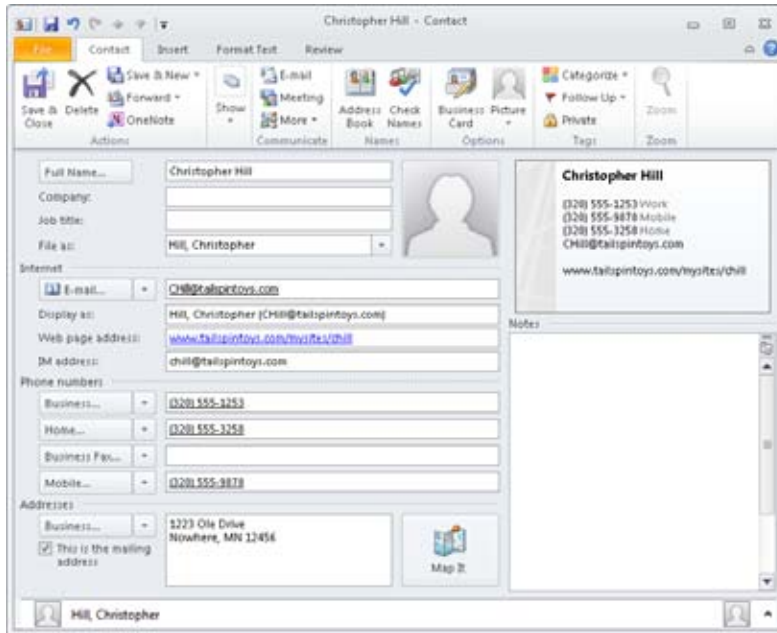 Christopher Hill - Contact
File Contact Insert Format Text Review
Save & Close
Delete
Save & New
Forward
OneNote
Actions
Show
E-mail
Meeting
More
Communicate
Address Book
Check Names
Names
Business Card
Picture
Options
Categorize
Follow Up
Private
Tags
Zoom
Zoom
Full Name... Christopher Hill
Company:
Job title:
File as: Hill, Christopher
Internet
E-mail... CHill@tailspintoys.com
Display as: Hill, Christopher (CHill@tailspintoys.com)
Web page address: www.tailspintoys.com/mysites/chill
IM address: chill@tailspintoys.com
Phone numbers
Business... (320) 555-1253
Home... (320) 555-3258
Business Fax...
Mobile... (320) 555-9878
Addresses
Business... 1223 Ole Drive
Nowhere, MN 12456
This is the mailing
address
Map It
Christopher Hill
(320) 555-1253 Work
(320) 555-9878 Mobile
(320) 555-3258 Home
CHill@tailspintoys.com
www.tailspintoys.com/mysites/chill
Notes
Hill, Christopher